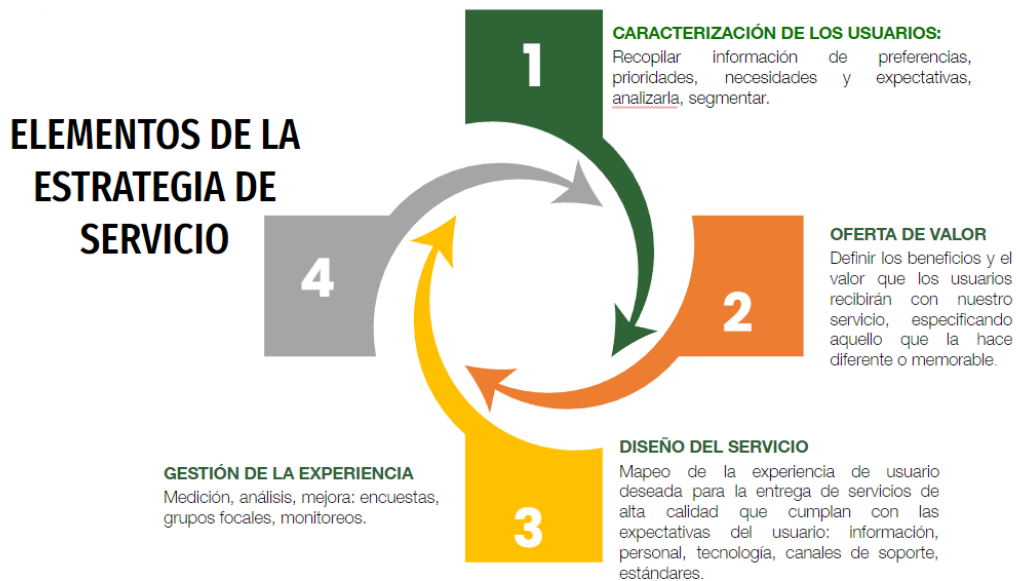 ELEMENTOS DE LA
ESTRATEGIA DE
SERVICIO
1
CARACTERIZACIÓN DE LOS USUARIOS:
Recopilar información de preferencias,
prioridades, necesidades y expectativas,
analizarla, segmentar.
2
OFERTA DE VALOR
Definir los beneficios y el
valor que los usuarios
recibirán con nuestro
servicio, especificando
aquello que la hace
diferente o memorable.
3
DISEÑO DEL SERVICIO
Mapeo de la experiencia de usuario
deseada para la entrega de servicios de
alta calidad que cumplan con las
expectativas del usuario: información,
personal, tecnología, canales de soporte,
estándares.
4
GESTIÓN DE LA EXPERIENCIA
Medición, análisis, mejora: encuestas,
grupos focales, monitoreos.